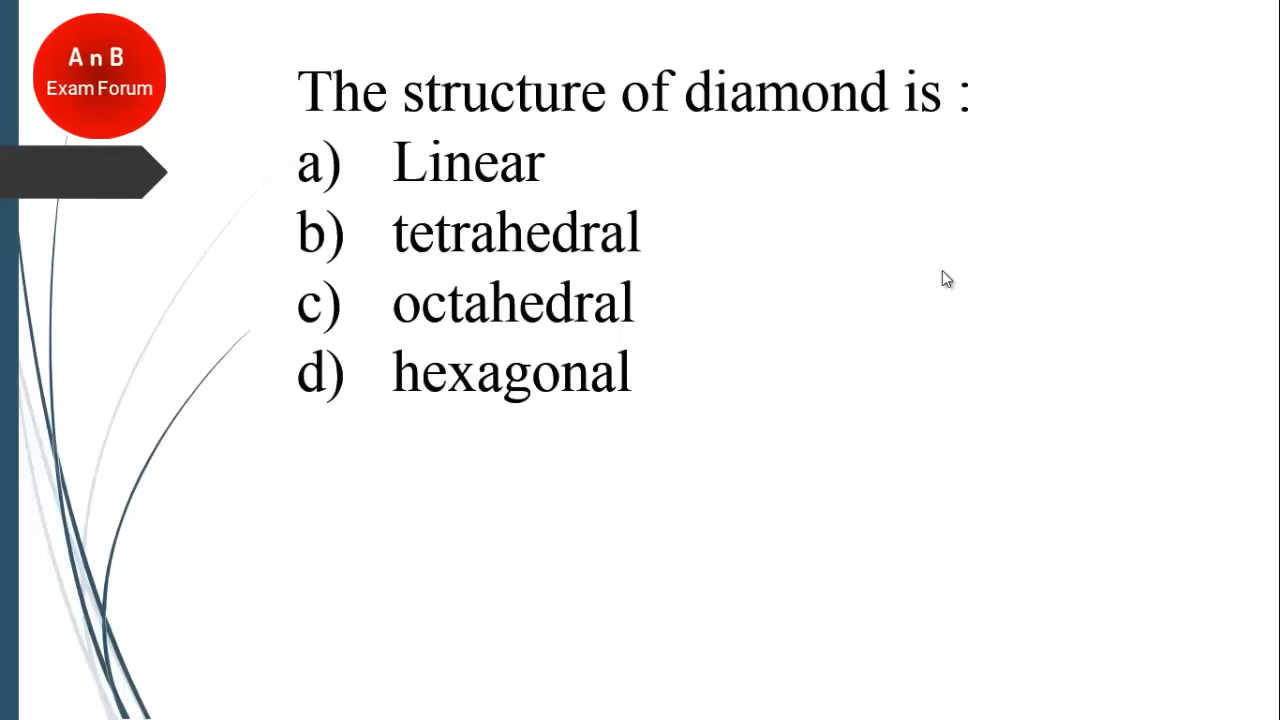 A n B
Exam Forum
The structure of diamond is :
a) Linear
b) tetrahedral
c) octahedral
d) hexagonal